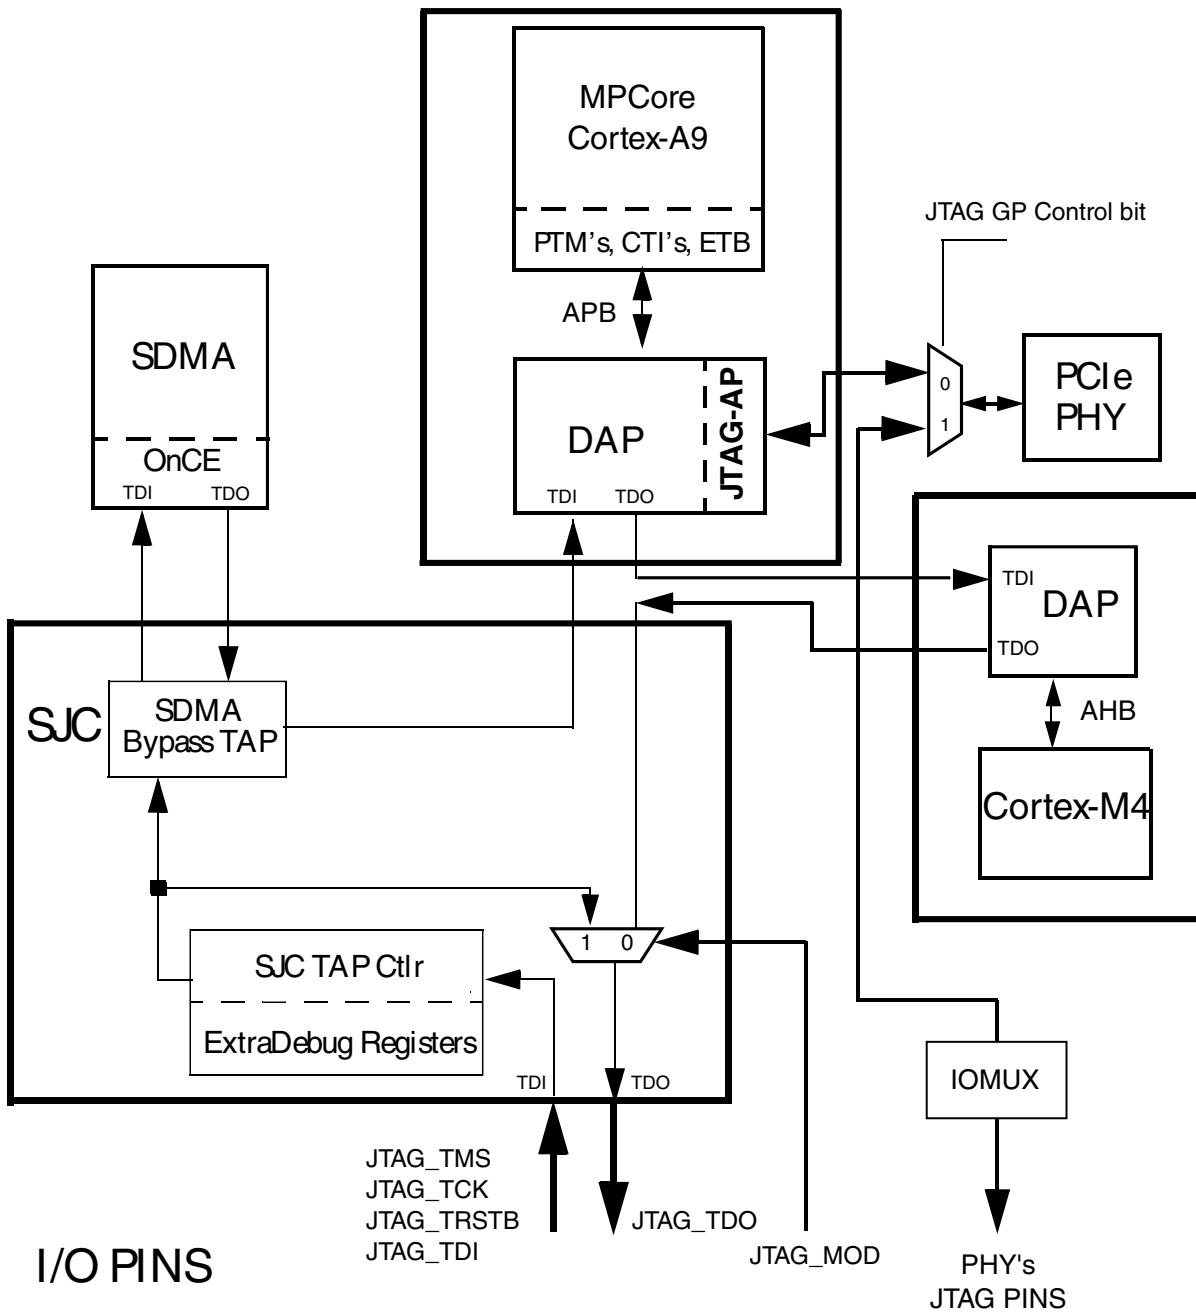 MPCore
Cortex-A9
PTM's, CTI's, ETB
APB
JTAG GP Control bit
SDMA
OnCE
TDI
TDO
DAP
JTAG-AP
TDI
TDO
0
1
PCIe
PHY
TDI
DAP
TDO
AHB
Cortex-M4
SJC
SDMA
Bypass TAP
1
0
SJC TAP Ctlr
ExtraDebug Registers
TDI
TDO
IOMUX
JTAG_TMS
JTAG_TCK
JTAG_TRSTB
JTAG_TDI
JTAG_TDO
JTAG_MOD
I/O PINS
PHY's
JTAG PINS